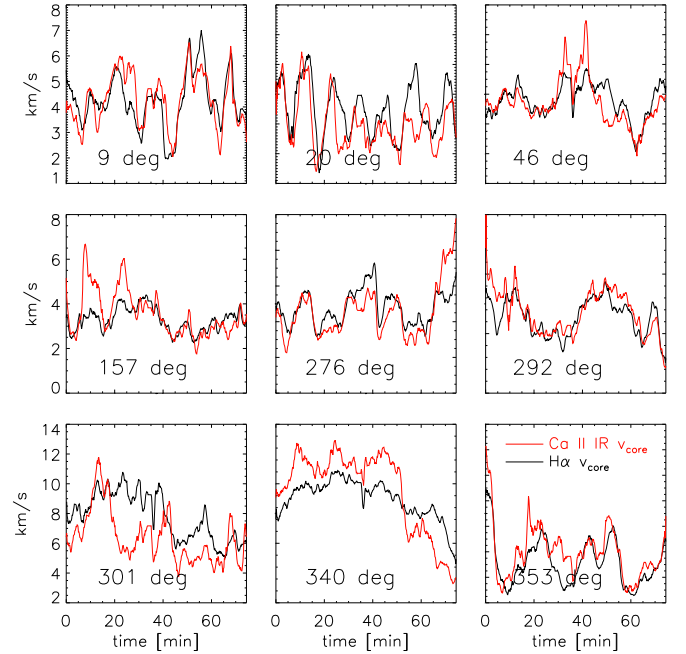 8
7
6
5
4
3
2
1
km/s
9 deg
20 deg
46 deg
8
6
4
2
0
km/s
157 deg
276 deg
292 deg
14
12
10
8
6
4
2
km/s
Ca II IR v_core
Hα v_core
301 deg
340 deg
353 deg
0 20 40 60
0 20 40 60
0 20 40 60
time [min]
time [min]
time [min]